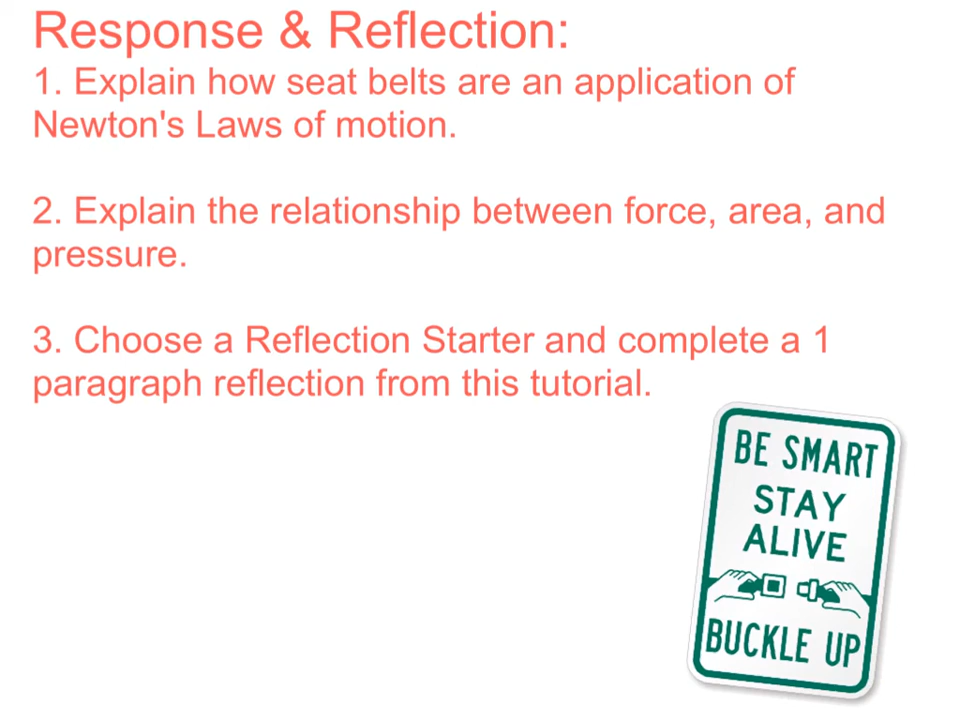 Response & Reflection:
1. Explain how seat belts are an application of
Newton's Laws of motion.
2. Explain the relationship between force, area, and
pressure.
3. Choose a Reflection Starter and complete a 1
paragraph reflection from this tutorial.
BE SMART
STAY
ALIVE
BUCKLE UP